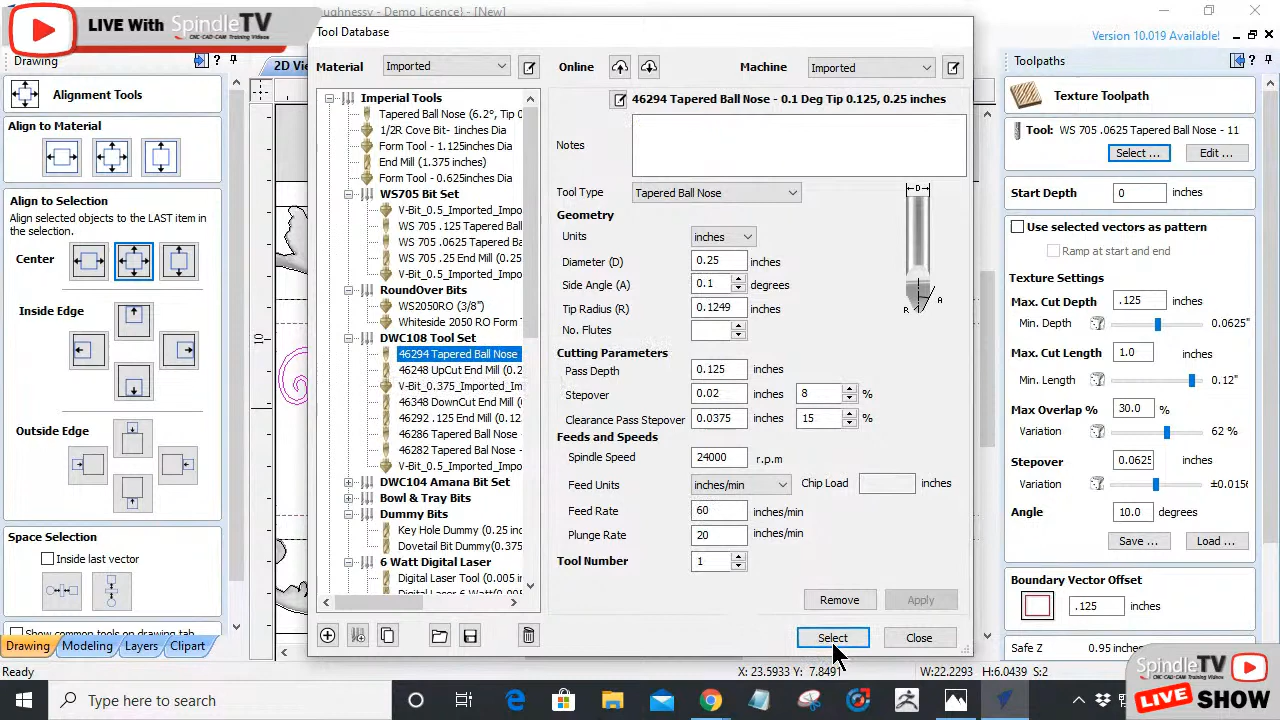 LIVE With SpindleTV
CNC-CAD-CAM Training Videos
- Demo Licence} - [New]
Version 10.019 Available!
Drawing
Alignment Tools
Align to Material
Align to Selection
Align selected objects to the LAST item in
the selection.
Center
Inside Edge
Outside Edge
Space Selection
Inside last vector
Show common tools on drawing tab
Drawing
Modeling
Layers
Clipart
Ready
2D Vi
10
Tool Database
Material
Imported
Online
Machine
Imported
Imperial Tools
Tapered Ball Nose (6.2°, Tip 0
1/2R Cove Bit- 1inches Dia
Form Tool - 1.125inches Dia
End Mill (1.375 inches)
Form Tool - 0.625inches Dia
WS705 Bit Set
V-Bit_0.5_Imported_Impo
WS 705 .125 Tapered Ball
WS 705 .0625 Tapered Ba
WS 705 .25 End Mill (0.25
V-Bit_0.5_Imported_Impo
RoundOver Bits
WS2050RO (3/8")
Whiteside 2050 RO Form T
DWC108 Tool Set
46294 Tapered Ball Nose
46248 UpCut End Mill (0.2
V-Bit_0.375_Imported_Im
46348 DownCut End Mill (
46292 .125 End Mill (0.12
46286 Tapered Ball Nose
46282 Tapered Ball Nose -
V-Bit_0.5_Imported_Impo
DWC104 Amana Bit Set
Bowl & Tray Bits
Dummy Bits
Key Hole Dummy (0.25 inc
Dovetail Bit Dummy(0.375
6 Watt Digital Laser
Digital Laser Tool (0.005 ir
46294 Tapered Ball Nose - 0.1 Deg Tip 0.125, 0.25 inches
Notes
Tool Type
Tapered Ball Nose
Geometry
Units
inches
Diameter (D)
0.25
inches
Side Angle (A)
0.1
degrees
Tip Radius (R)
0.1249
inches
No. Flutes
D
R
A
Cutting Parameters
Pass Depth
0.125
inches
Stepover
0.02
inches
8
%
Clearance Pass Stepover
0.0375
inches
15
%
Feeds and Speeds
Spindle Speed
24000
r.p.m
Feed Units
inches/min
Chip Load
inches
Feed Rate
60
inches/min
Plunge Rate
20
inches/min
Tool Number
1
Remove
Apply
Select
Close
X: 23.5933 Y: 7.8491
W:22.2293 H:6.0439 S:2
Toolpaths
Texture Toolpath
Tool: WS 705 .0625 Tapered Ball Nose - 11
Select ...
Edit ...
Start Depth
0
inches
Use selected vectors as pattern
Ramp at start and end
Texture Settings
Max. Cut Depth
.125
inches
Min. Depth
0.0625"
Max. Cut Length
1.0
inches
Min. Length
0.12"
Max Overlap %
30.0
%
Variation
62 %
Stepover
0.0625
inches
Variation
Angle
10.0
degrees
Save ...
Load ...
Boundary Vector Offset
.125
inches
Safe Z
0.95 inches
Type here to search
SpindleTV
LIVE SHOW